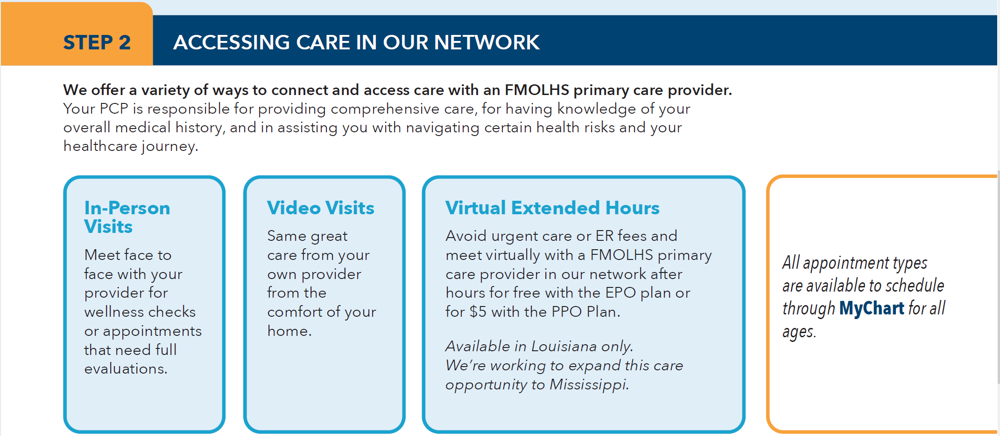 STEP 2
ACCESSING CARE IN OUR NETWORK
We offer a variety of ways to connect and access care with an FMOLHS primary care provider.
Your PCP is responsible for providing comprehensive care, for having knowledge of your
overall medical history, and in assisting you with navigating certain health risks and your
healthcare journey.
In-Person
Visits
Meet face to
face with your
provider for
wellness checks
or appointments
that need full
evaluations.
Video Visits
Same great
care from your
own provider
from the
comfort of your
home.
Virtual Extended Hours
Avoid urgent care or ER fees and
meet virtually with a FMOLHS primary
care provider in our network after
hours for free with the EPO plan or
for $5 with the PPO Plan.
Available in Louisiana only.
We’re working to expand this care
opportunity to Mississippi.
All appointment types
are available to schedule
through MyChart for all
ages.